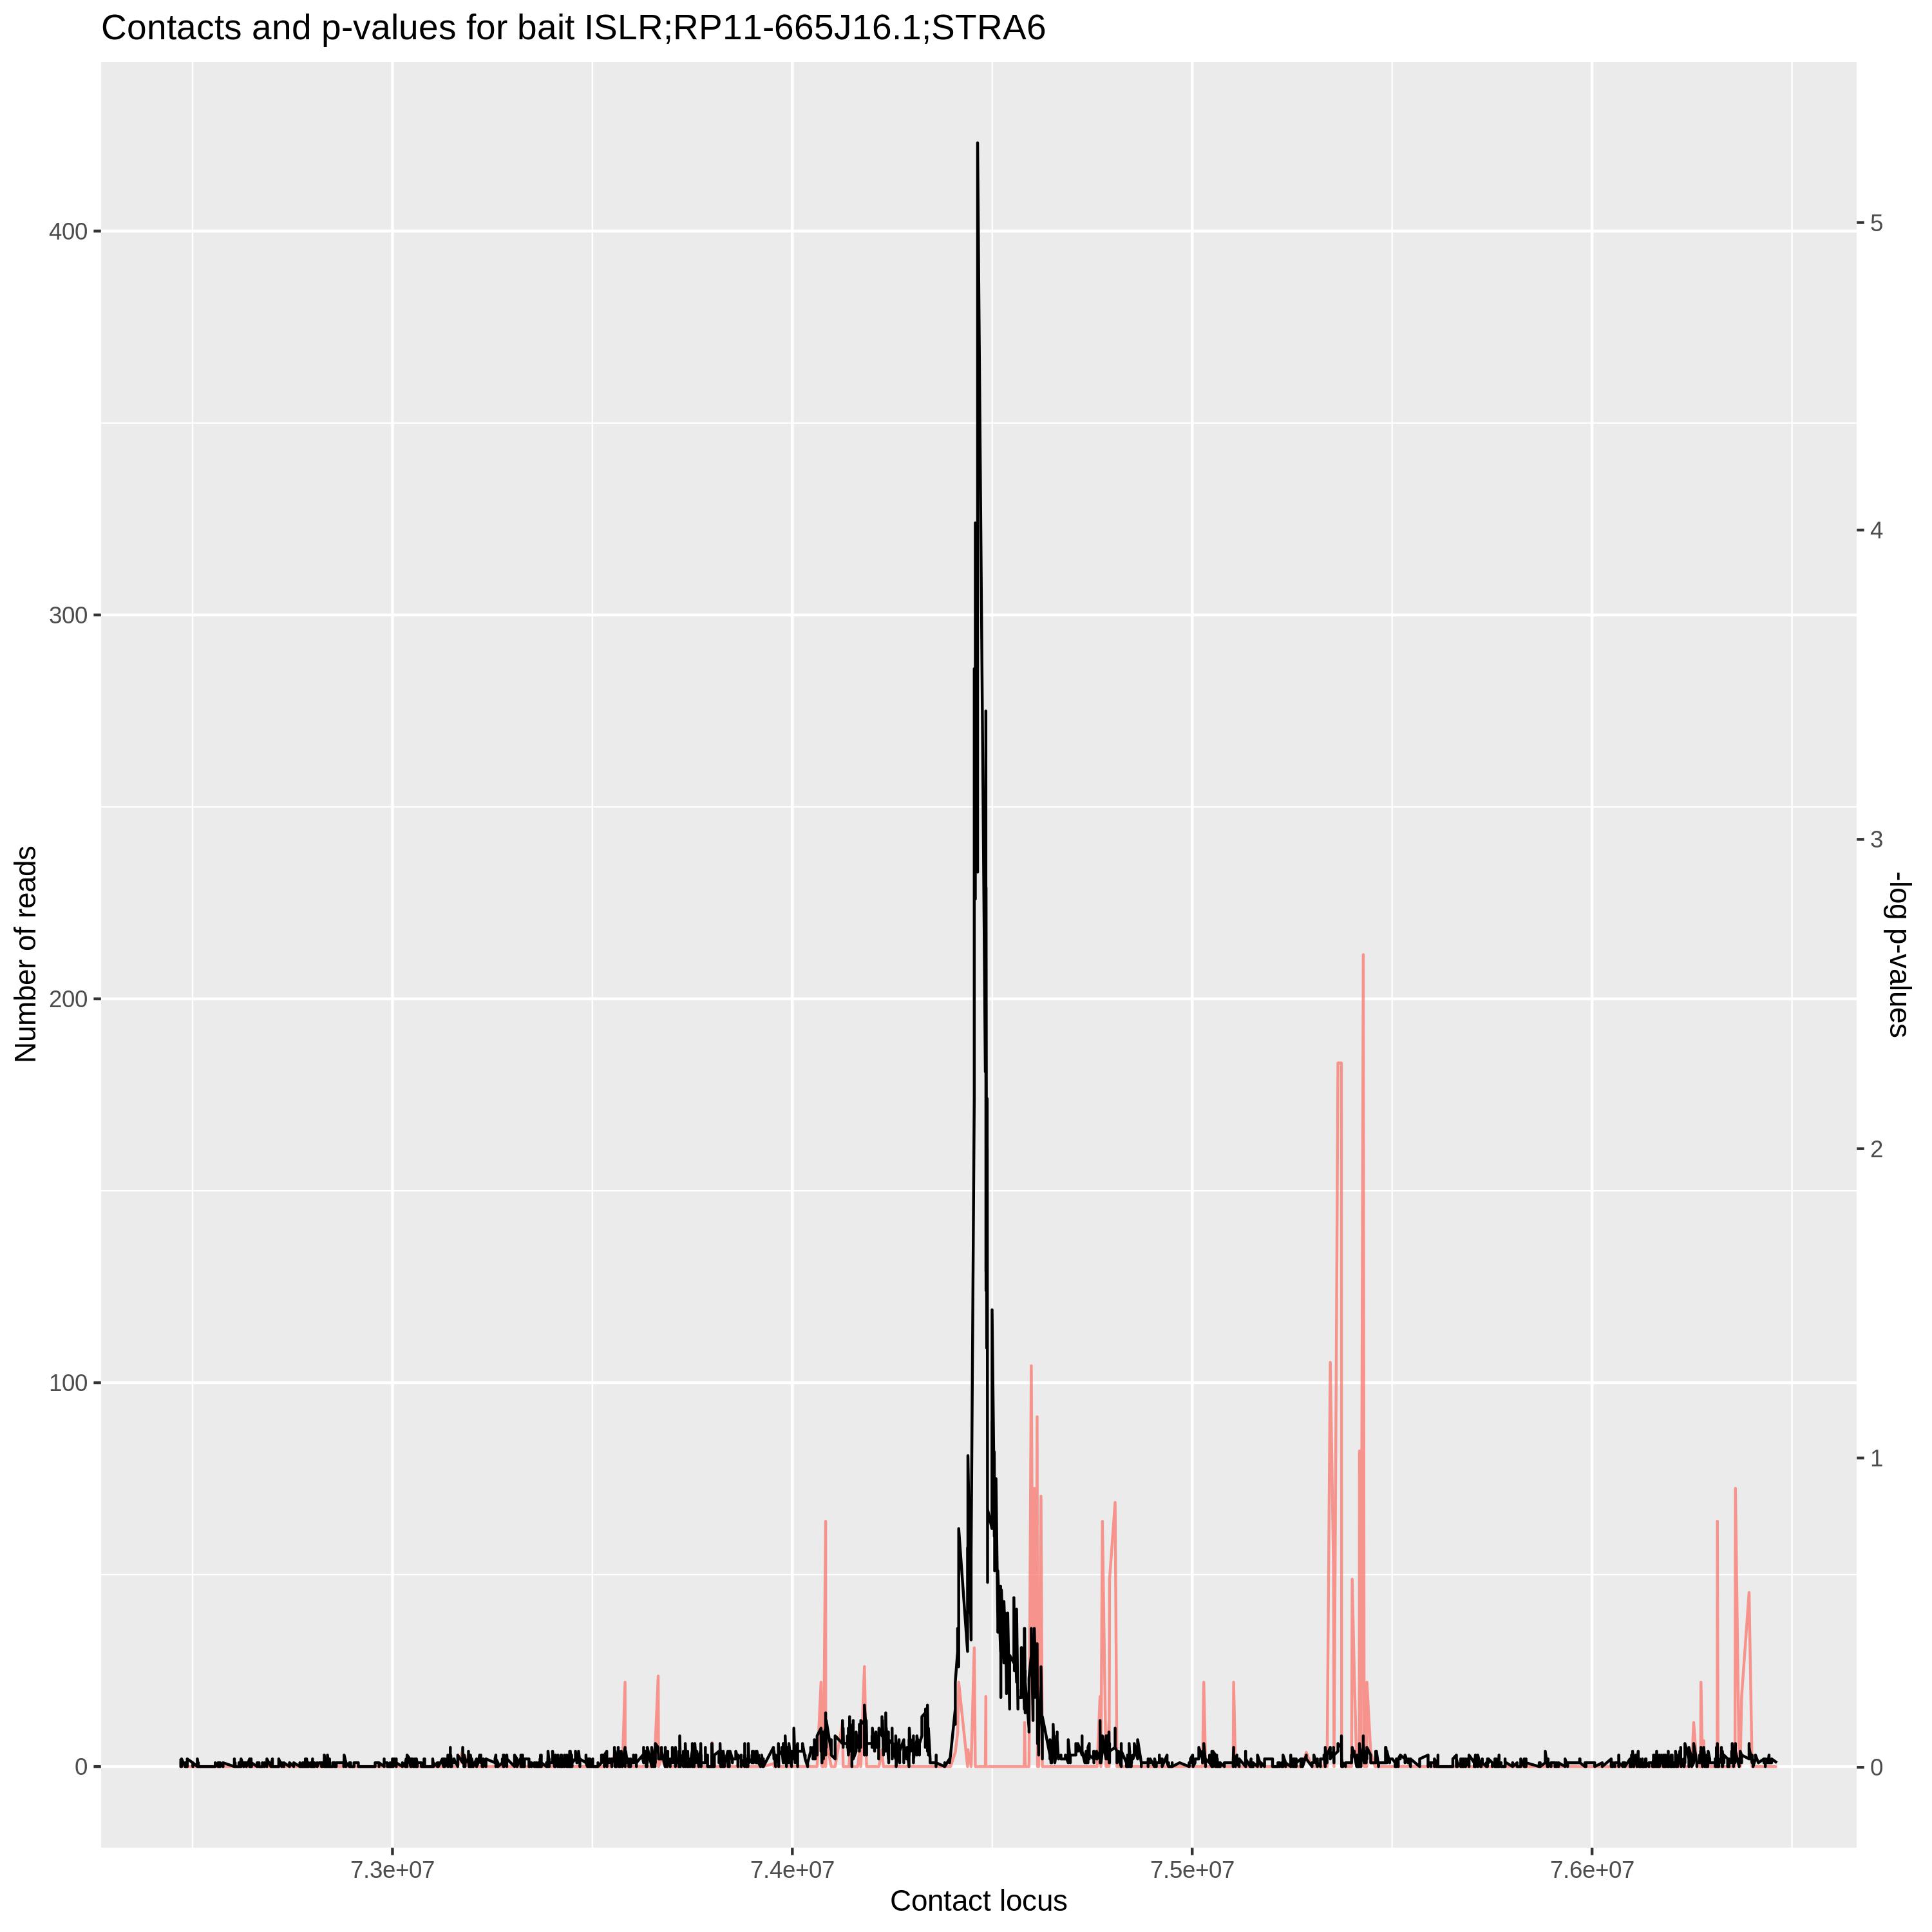 Contacts and p-values for bait ISLR;RP11-665J16.1;STRA6
Number of reads
400
300
200
100
0
5
4
3
2
1
0
-log p-values
7.3e+07 7.4e+07 7.5e+07 7.6e+07
Contact locus